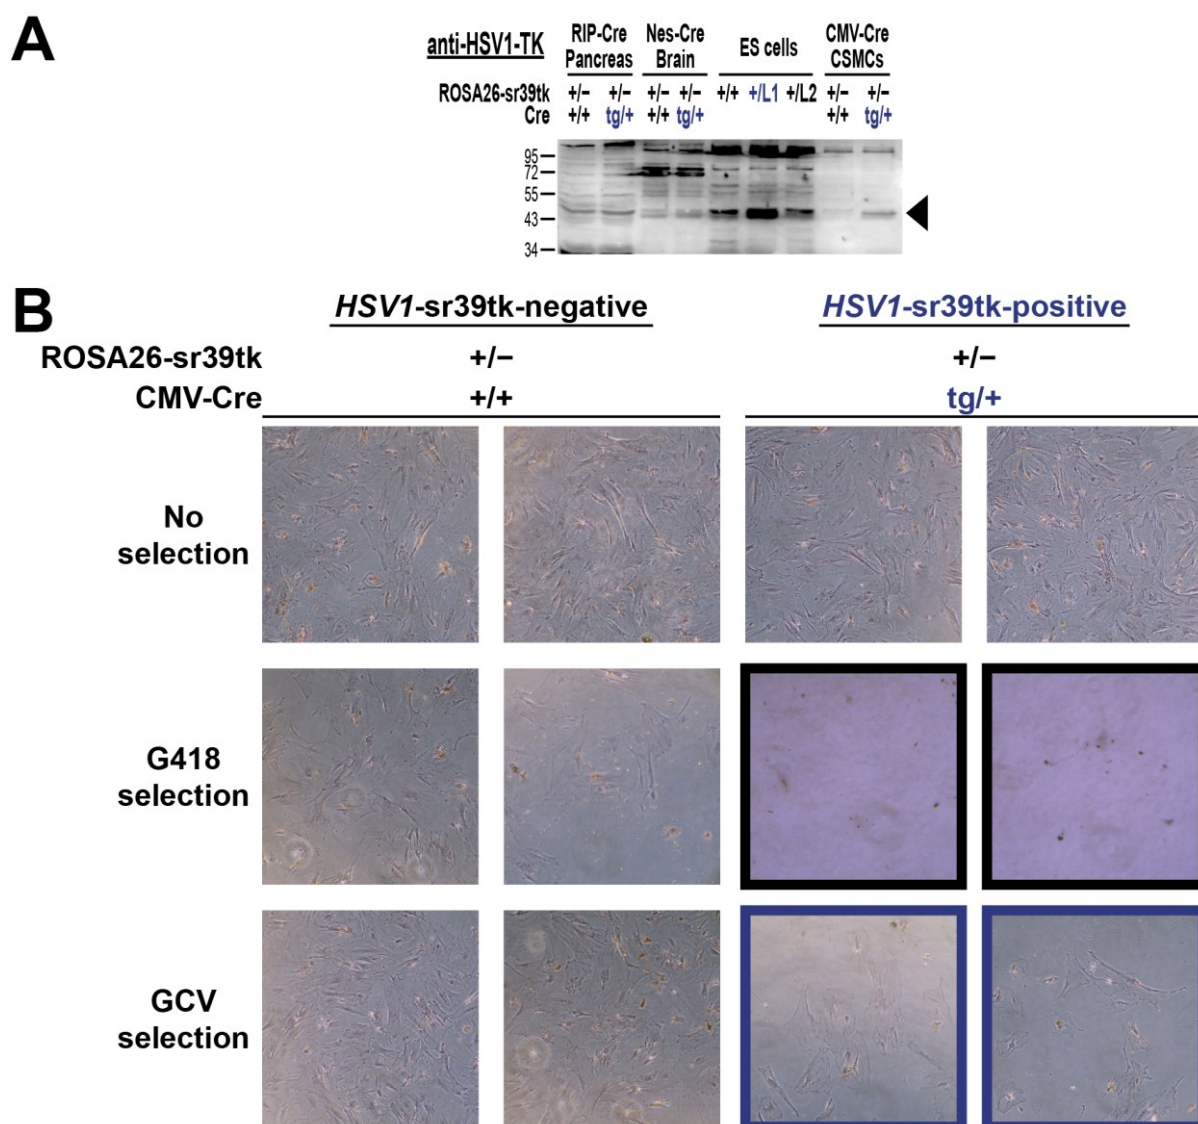 A
anti-HSV1-TK
RIP-Cre Pancreas
Nes-Cre Brain
ES cells
CMV-Cre CSMCs
ROSA26-sr39tk +/− +/− +/− +/− +/+ +/L1 +/L2 +/− +/−
Cre +/+ tg/+ +/+ tg/+ +/+ tg/+
95
72
55
43
34
B
HSV1-sr39tk-negative HSV1-sr39tk-positive
ROSA26-sr39tk +/− +/−
CMV-Cre +/+ tg/+
No
selection
G418
selection
GCV
selection